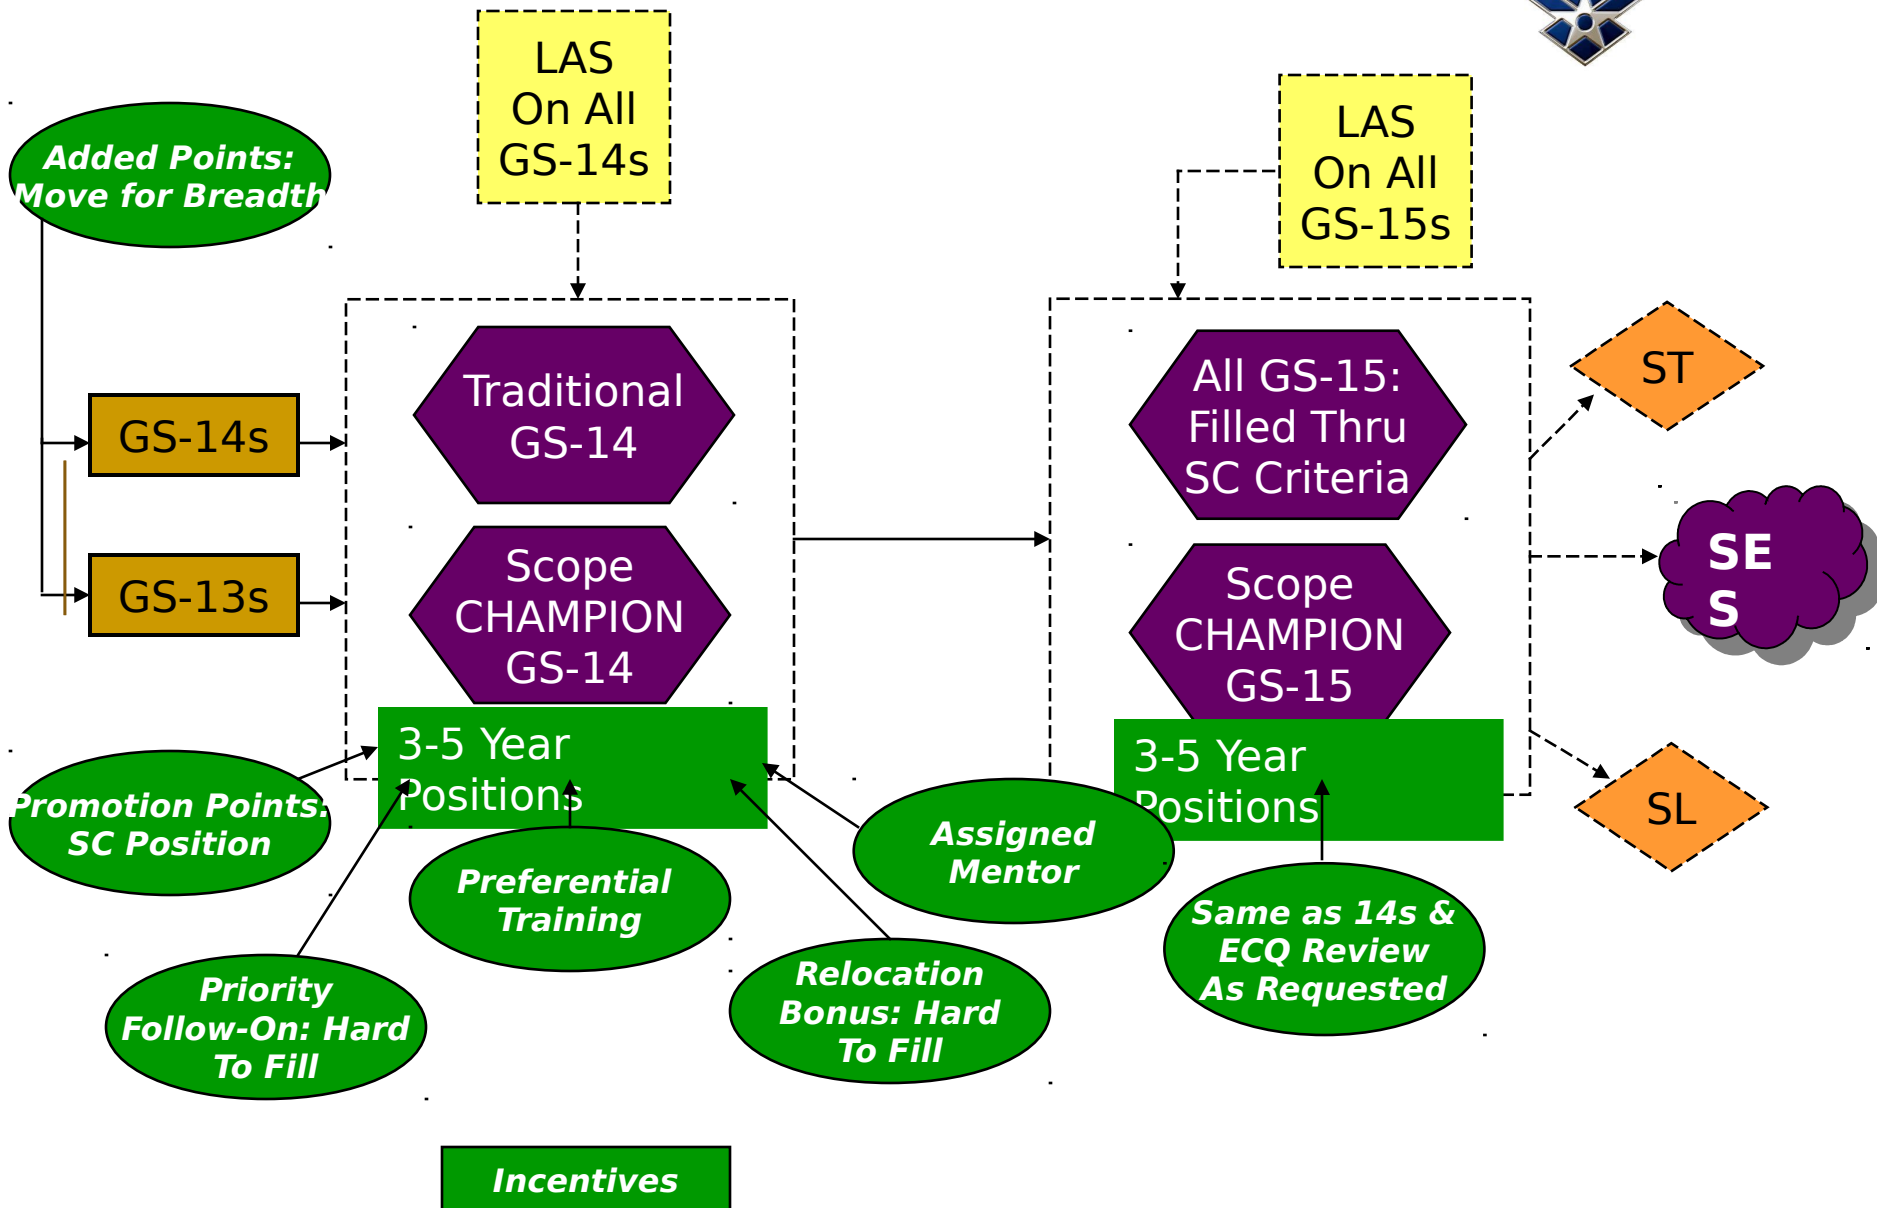 LAS
On All
GS-14s
LAS
On All
GS-15s
Added Points:
Move for Breadth
Traditional
GS-14
All GS-15:
Filled Thru
SC Criteria
ST
GS-14s
GS-13s
Scope
CHAMPION
GS-14
Scope
CHAMPION
GS-15
SE
S
3-5 Year
Positions
3-5 Year
Positions
SL
Promotion Points:
SC Position
Preferential
Training
Assigned
Mentor
Same as 14s &
ECQ Review
As Requested
Priority
Follow-On: Hard
To Fill
Relocation
Bonus: Hard
To Fill
Incentives